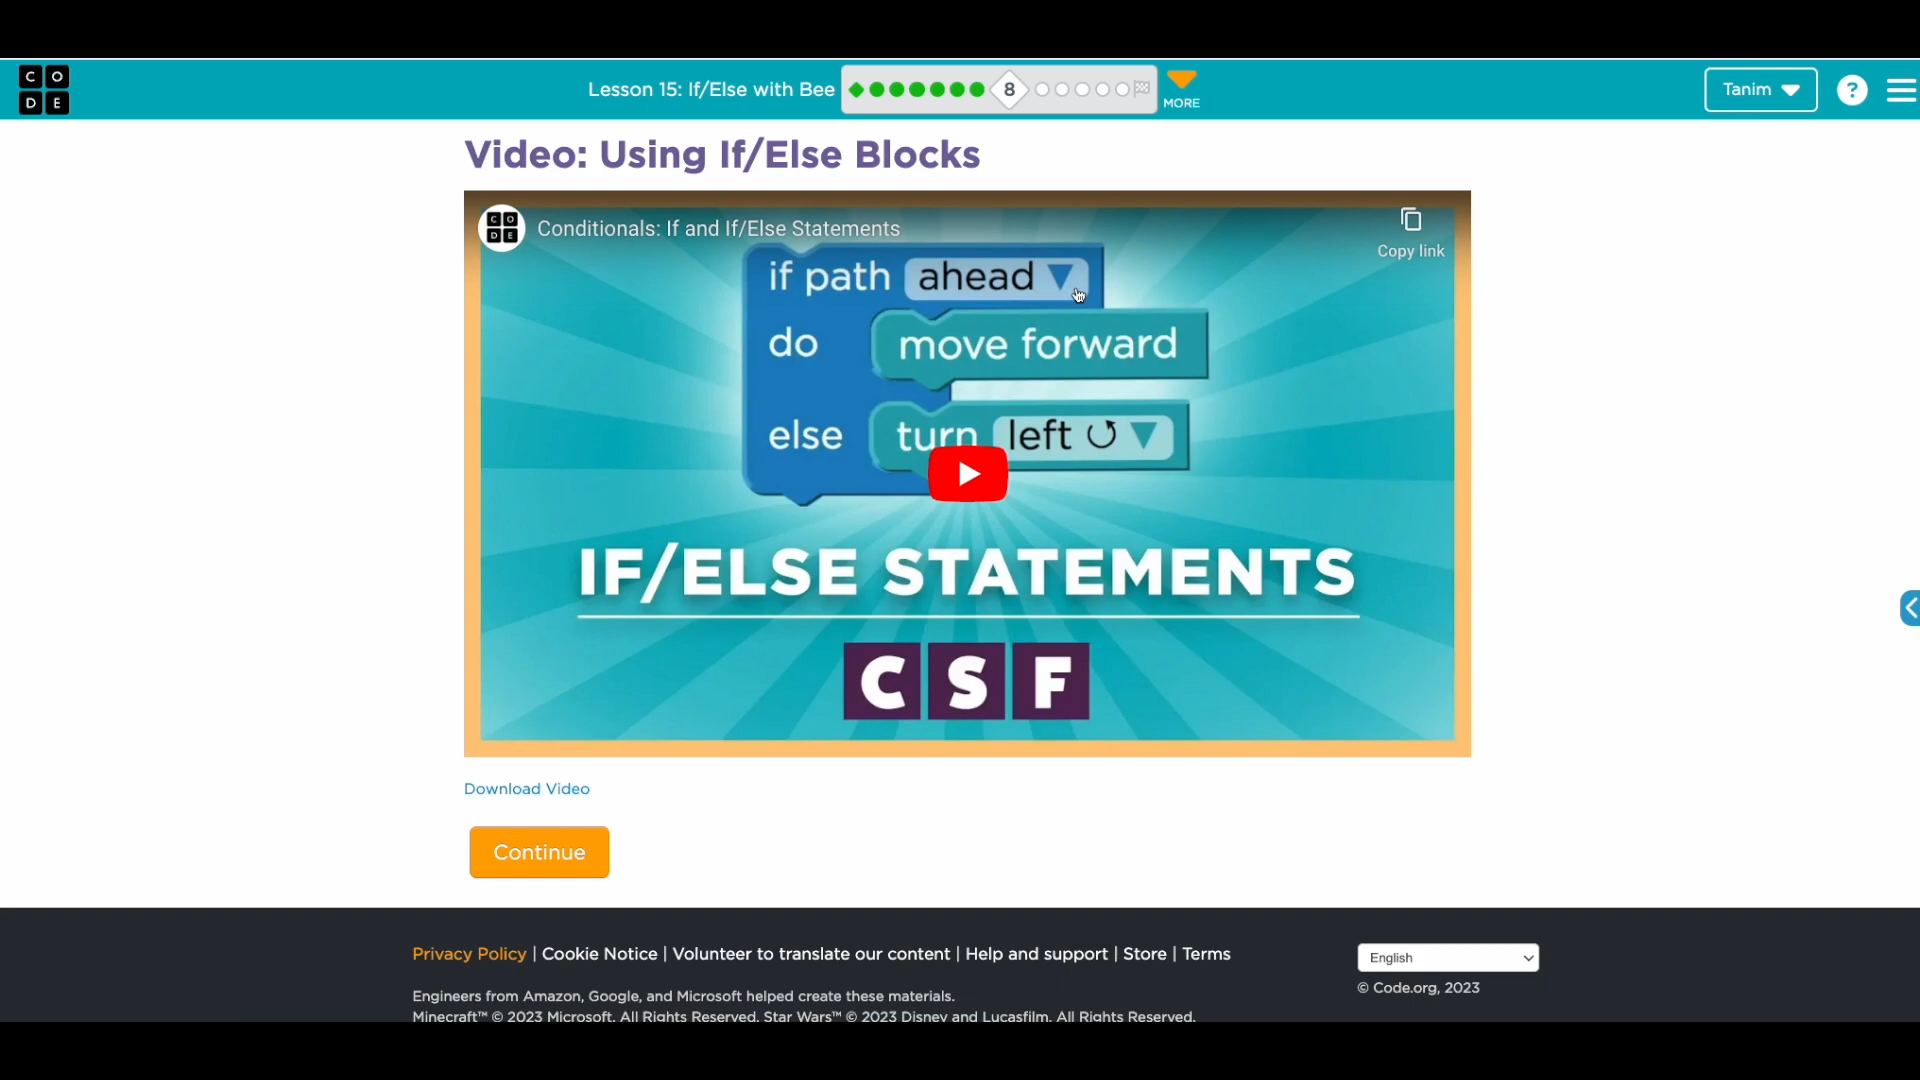 CODE
Lesson 15: If/Else with Bee
8
MORE
Tanim
?
Video: Using If/Else Blocks
CODE
Conditionals: If and If/Else Statements
Copy link
if path ahead
do move forward
else turn left
IF/ELSE STATEMENTS
CSF
Download Video
Continue
Privacy Policy | Cookie Notice | Volunteer to translate our content | Help and support | Store | Terms
English
© Code.org, 2023
Engineers from Amazon, Google, and Microsoft helped create these materials.
Minecraft™ © 2023 Microsoft. All Rights Reserved. Star Wars™ © 2023 Disney and Lucasfilm. All Rights Reserved.